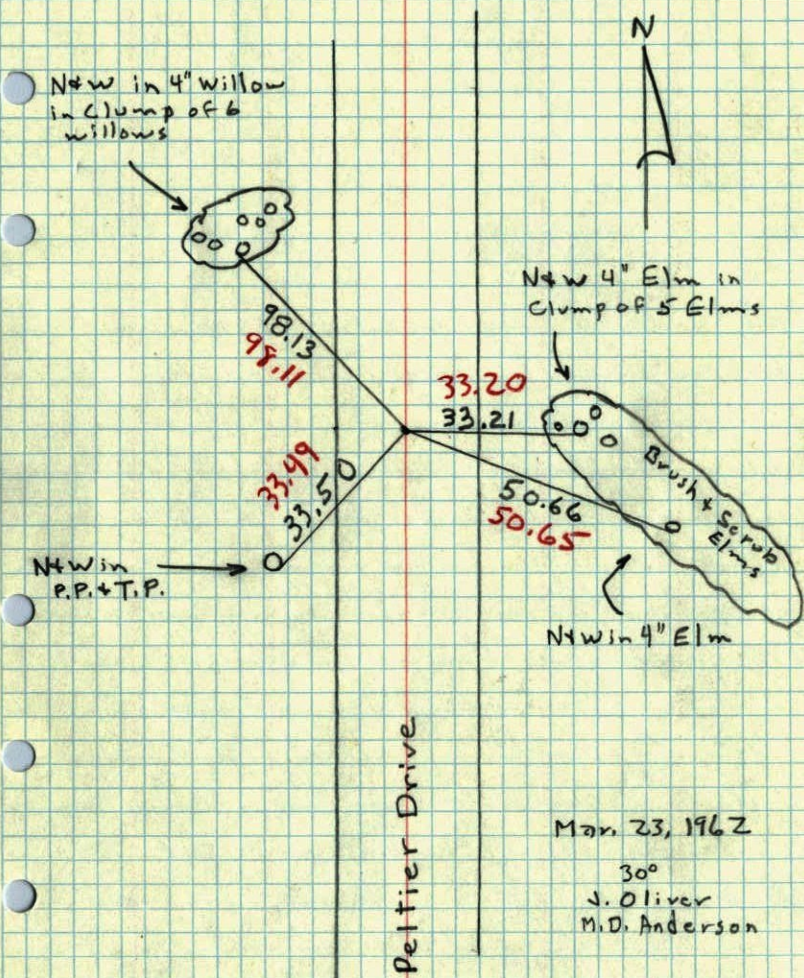 N
N&W in 4" Willow
in Clump of 6
willows
N&W 4" Elm in
Clump of 5 Elms
98.13
98.11
33.20
33.21
33.49
33.50
50.66
50.65
Brush & Scrub
Elms
N&W in
P.P. & T.P.
N&W in 4" Elm
Peltier Drive
Mar. 23, 1962
30°
J. Oliver
M.D. Anderson